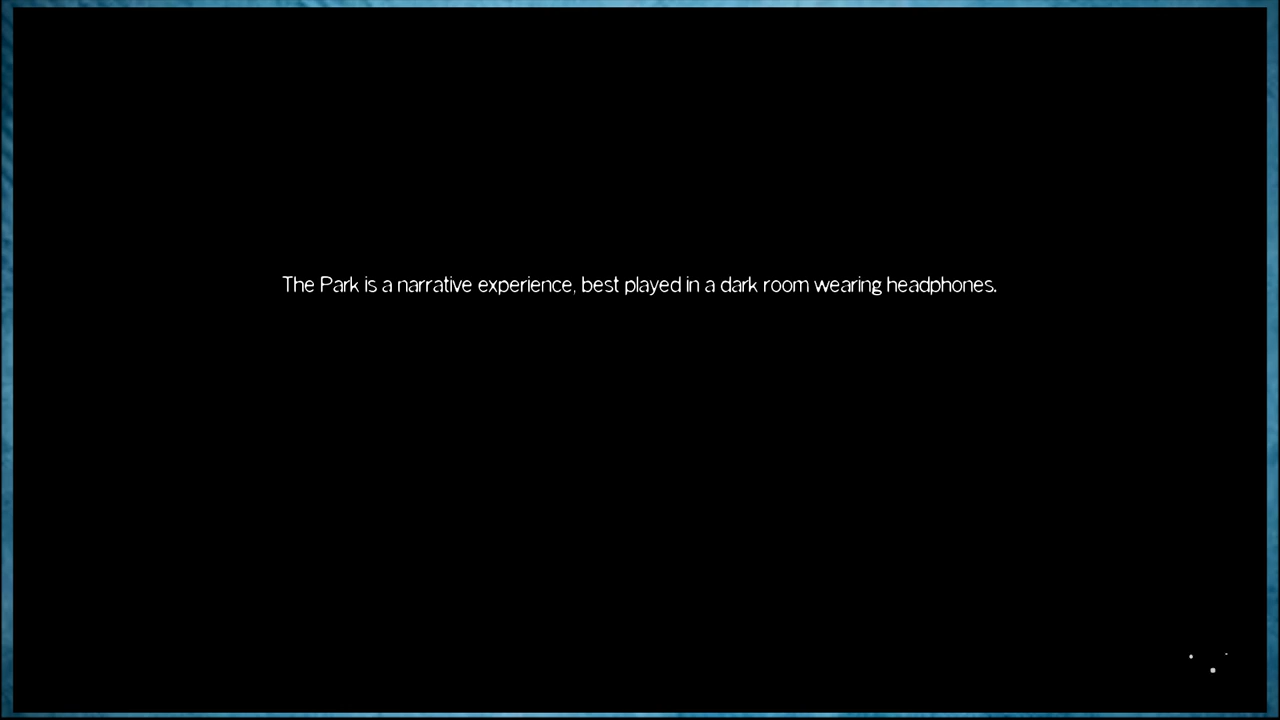 The Park is a narrative experience, best played in a dark room wearing headphones.